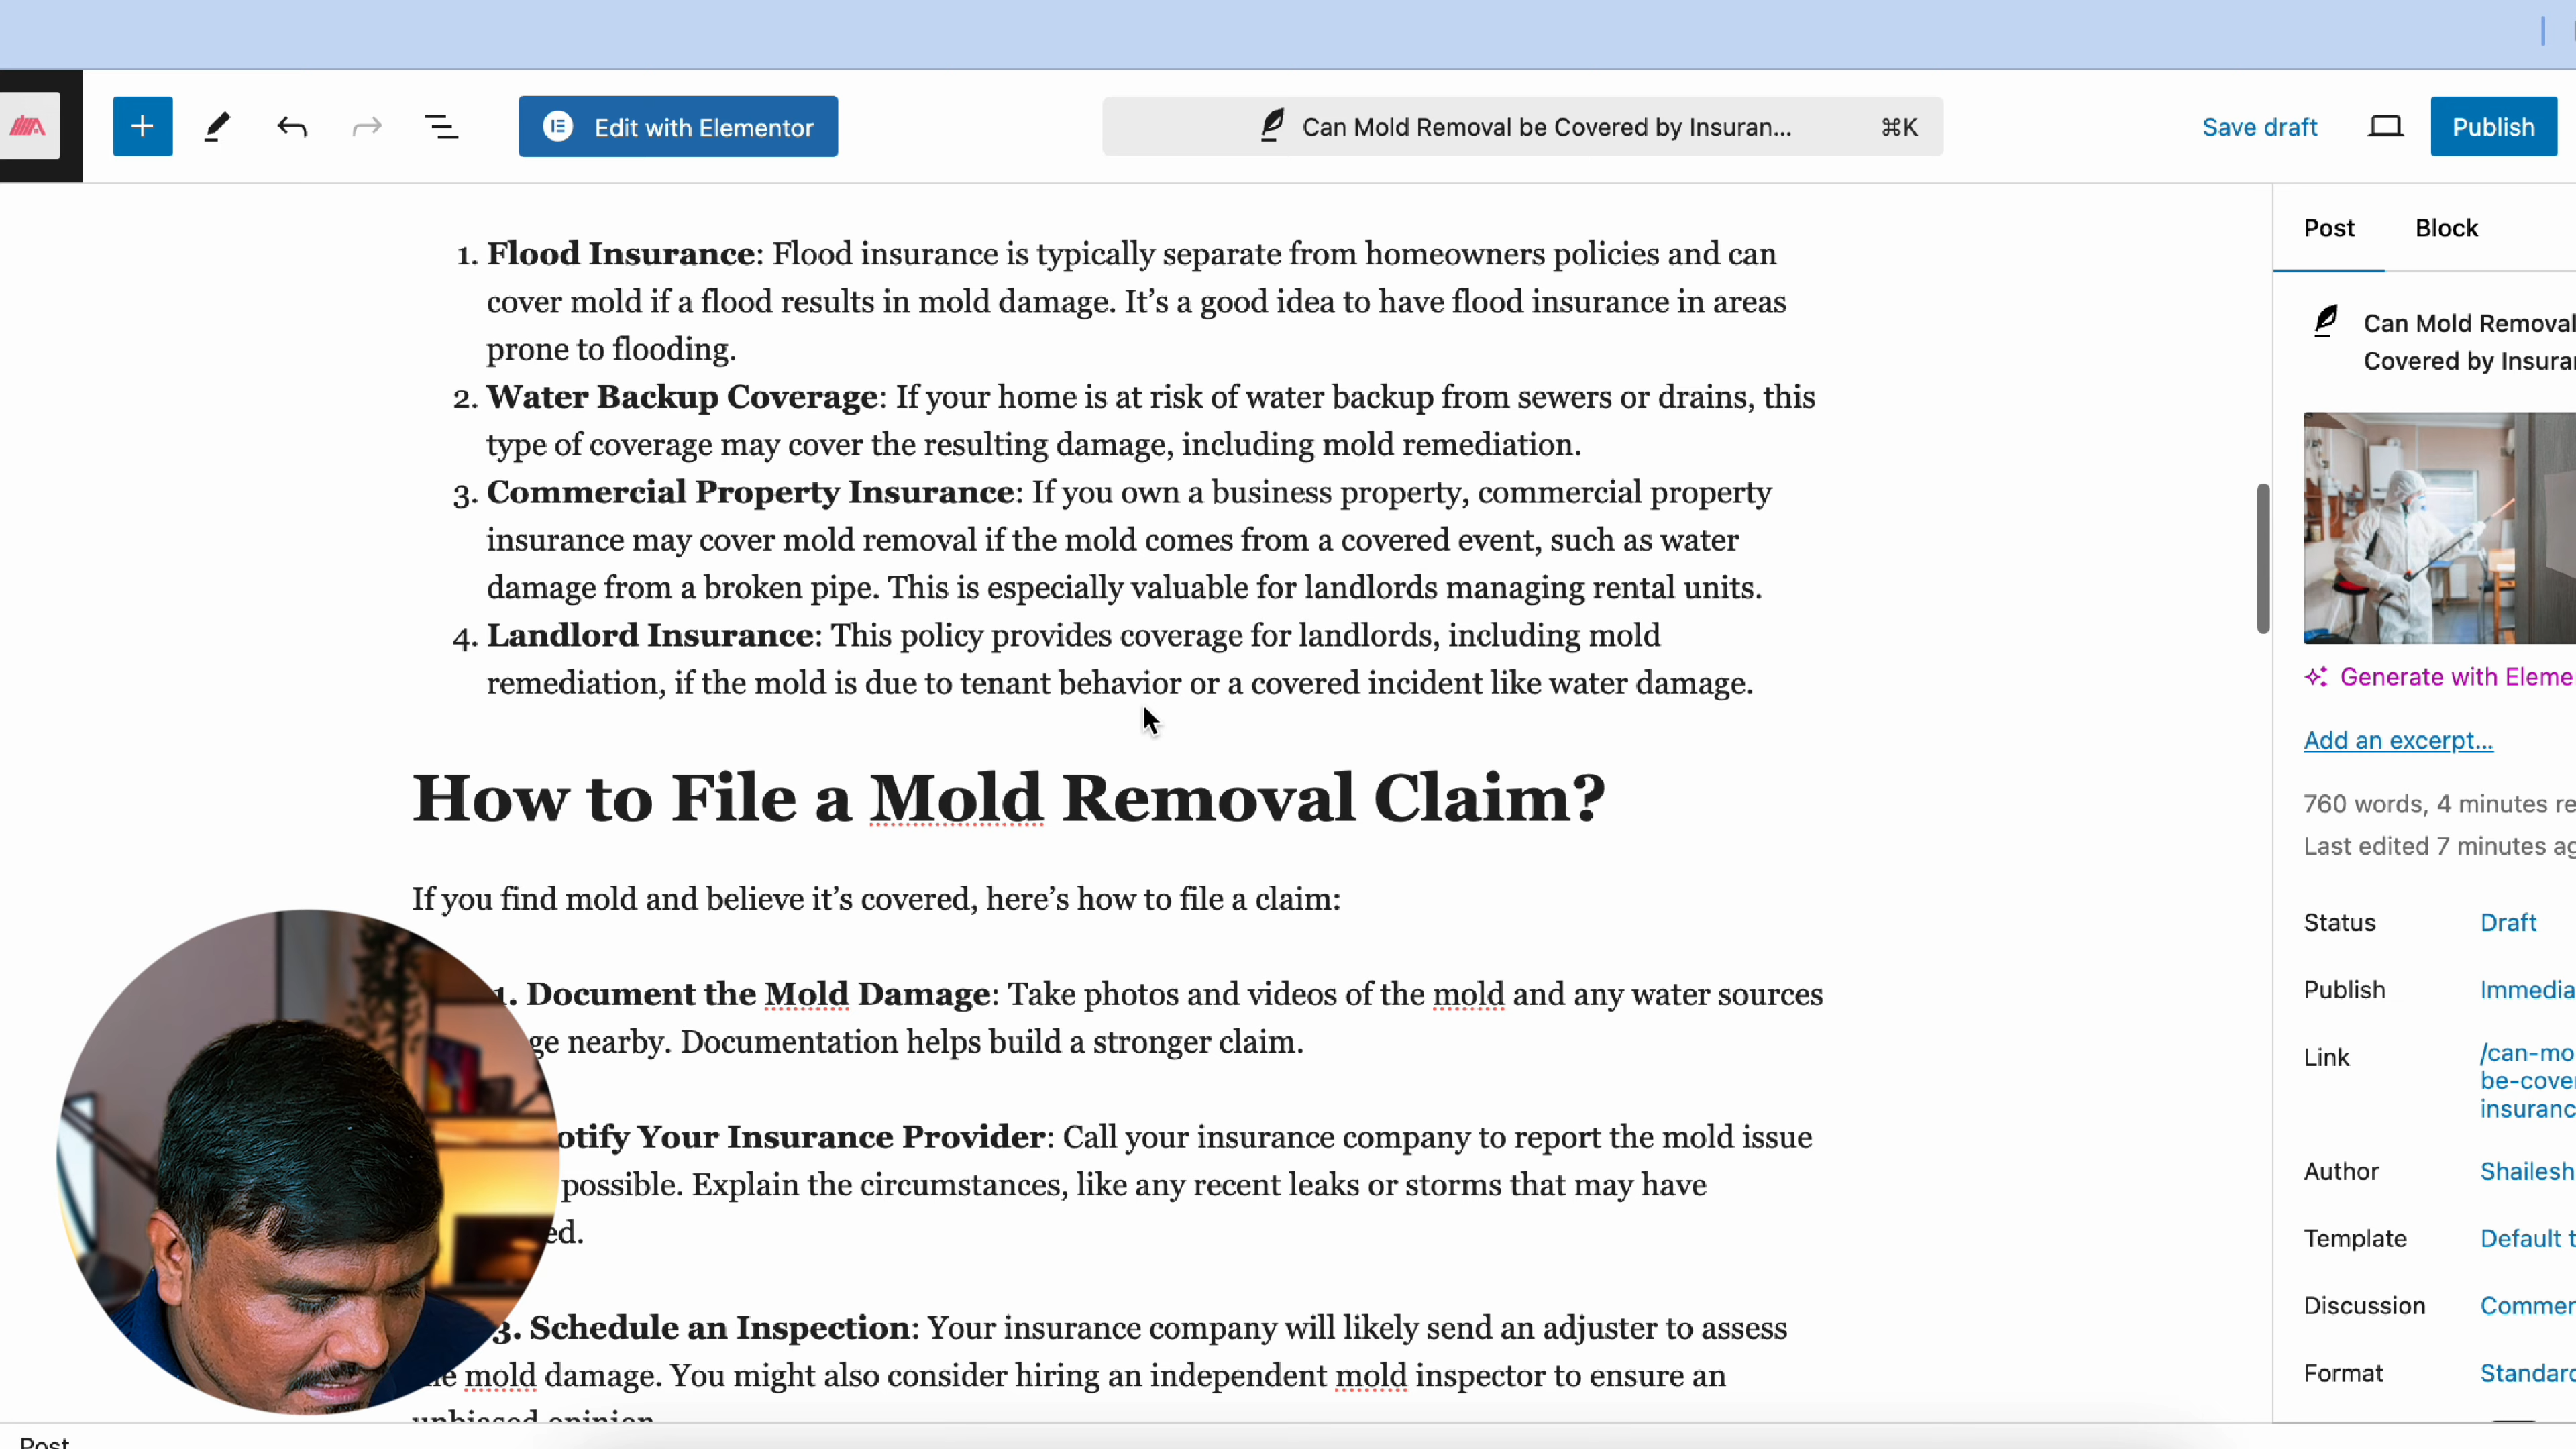 Edit with Elementor
Can Mold Removal be Covered by Insuran... ⌘K
Save draft
Publish
1. Flood Insurance: Flood insurance is typically separate from homeowners policies and can
cover mold if a flood results in mold damage. It’s a good idea to have flood insurance in areas
prone to flooding.
2. Water Backup Coverage: If your home is at risk of water backup from sewers or drains, this
type of coverage may cover the resulting damage, including mold remediation.
3. Commercial Property Insurance: If you own a business property, commercial property
insurance may cover mold removal if the mold comes from a covered event, such as water
damage from a broken pipe. This is especially valuable for landlords managing rental units.
4. Landlord Insurance: This policy provides coverage for landlords, including mold
remediation, if the mold is due to tenant behavior or a covered incident like water damage.
How to File a Mold Removal Claim?
If you find mold and believe it’s covered, here’s how to file a claim:
1. Document the Mold Damage: Take photos and videos of the mold and any water sources
ge nearby. Documentation helps build a stronger claim.
otify Your Insurance Provider: Call your insurance company to report the mold issue
possible. Explain the circumstances, like any recent leaks or storms that may have
ed.
3. Schedule an Inspection: Your insurance company will likely send an adjuster to assess
e mold damage. You might also consider hiring an independent mold inspector to ensure an
unbiased opinion
Post
Post Block
Can Mold Removal
Covered by Insuran
Generate with Eleme
Add an excerpt...
760 words, 4 minutes re
Last edited 7 minutes ag
Status Draft
Publish Immedia
Link /can-mo
be-cove
insuranc
Author Shailesh
Template Default t
Discussion Commen
Format Standard